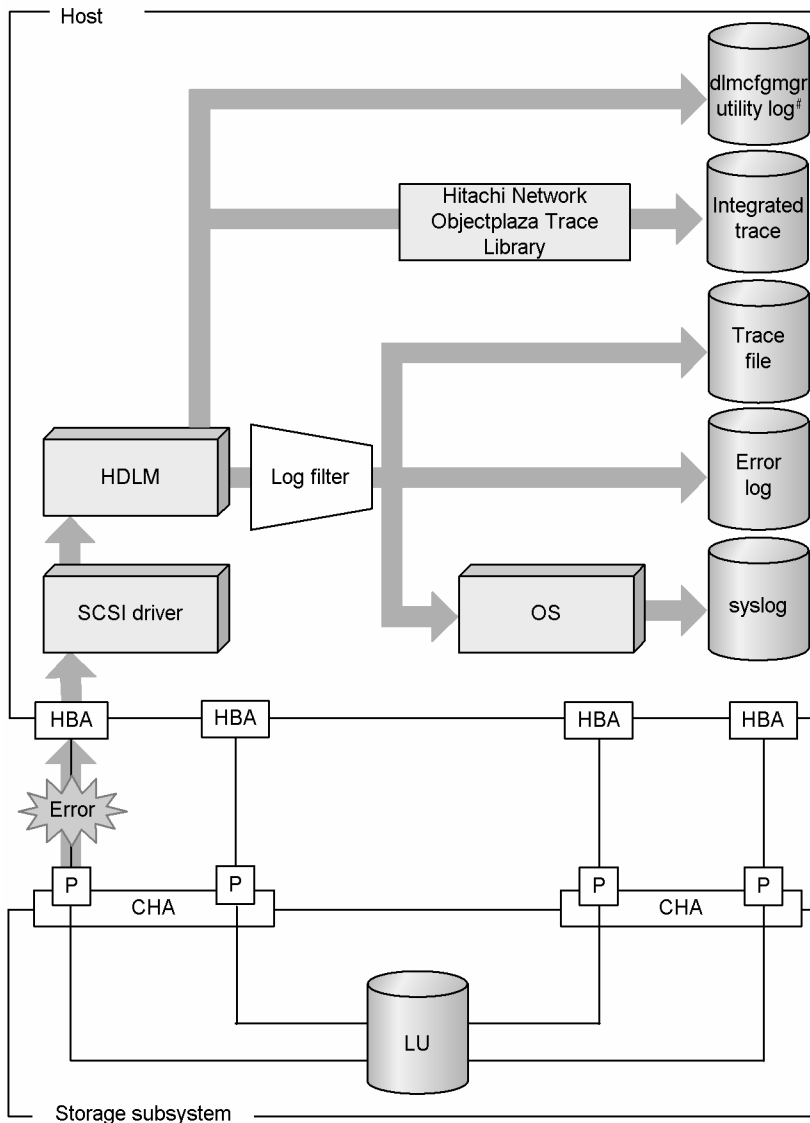 Host
dlmcfgmgr
utility log#
Hitachi Network
Objectplaza Trace
Library
Integrated
trace
Trace
file
HDLM
Log filter
Error
log
SCSI driver
OS
syslog
HBA
HBA
HBA
HBA
Error
P
P
P
P
CHA
CHA
LU
Storage subsystem